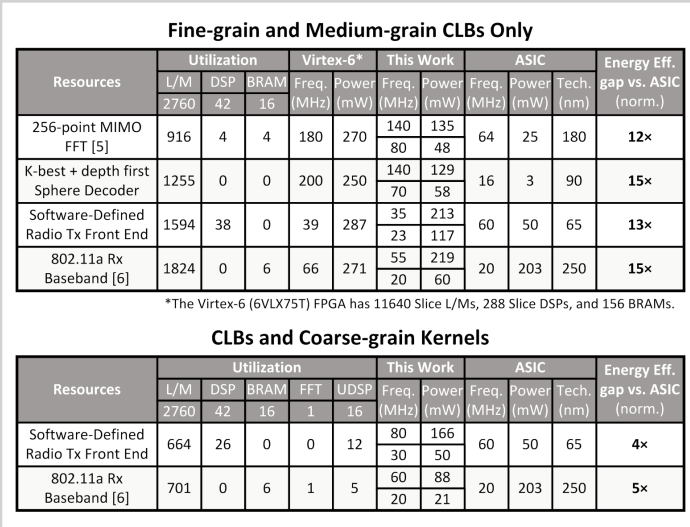 Fine-grain and Medium-grain CLBs Only
Resources Utilization Virtex-6* This Work ASIC Energy Eff. gap vs. ASIC (norm.)
L/M DSP BRAM Freq. (MHz) Power (mW) Freq. (MHz) Power (mW) Freq. (MHz) Power (mW) Tech. (nm)
2760 42 16
256-point MIMO FFT [5] 916 4 4 180 270 140 135 64 25 180 12×
80 48
K-best + depth first Sphere Decoder 1255 0 0 200 250 140 129 16 3 90 15×
70 58
Software-Defined Radio Tx Front End 1594 38 0 39 287 35 213 60 50 65 13×
23 117
802.11a Rx Baseband [6] 1824 0 6 66 271 55 219 20 203 250 15×
20 60
*The Virtex-6 (6VLX75T) FPGA has 11640 Slice L/Ms, 288 Slice DSPs, and 156 BRAMs.
CLBs and Coarse-grain Kernels
Resources Utilization This Work ASIC Energy Eff. gap vs. ASIC (norm.)
L/M DSP BRAM FFT UDSP Freq. (MHz) Power (mW) Freq. (MHz) Power (mW) Tech. (nm)
2760 42 16 1 16
Software-Defined Radio Tx Front End 664 26 0 0 12 80 166 60 50 65 4×
30 50
802.11a Rx Baseband [6] 701 0 6 1 5 60 88 20 203 250 5×
20 21